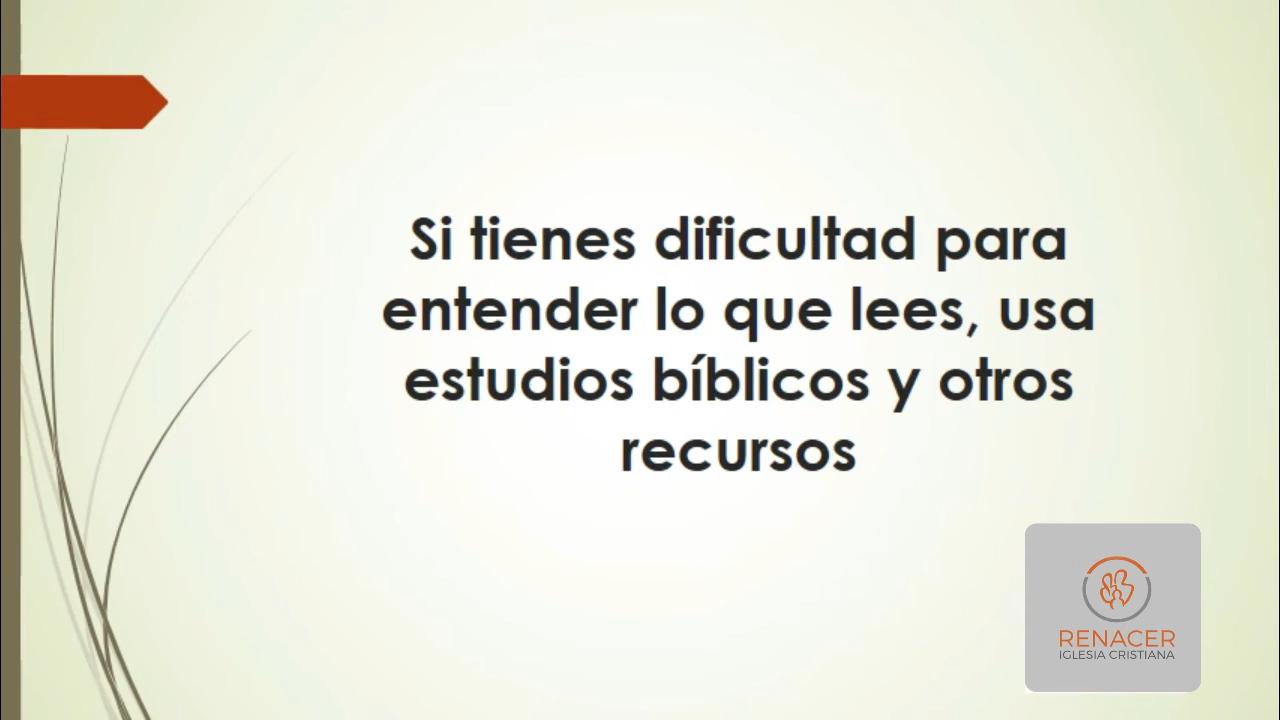 Si tienes dificultad para
entender lo que lees, usa
estudios bíblicos y otros
recursos
RENACER
IGLESIA CRISTIANA